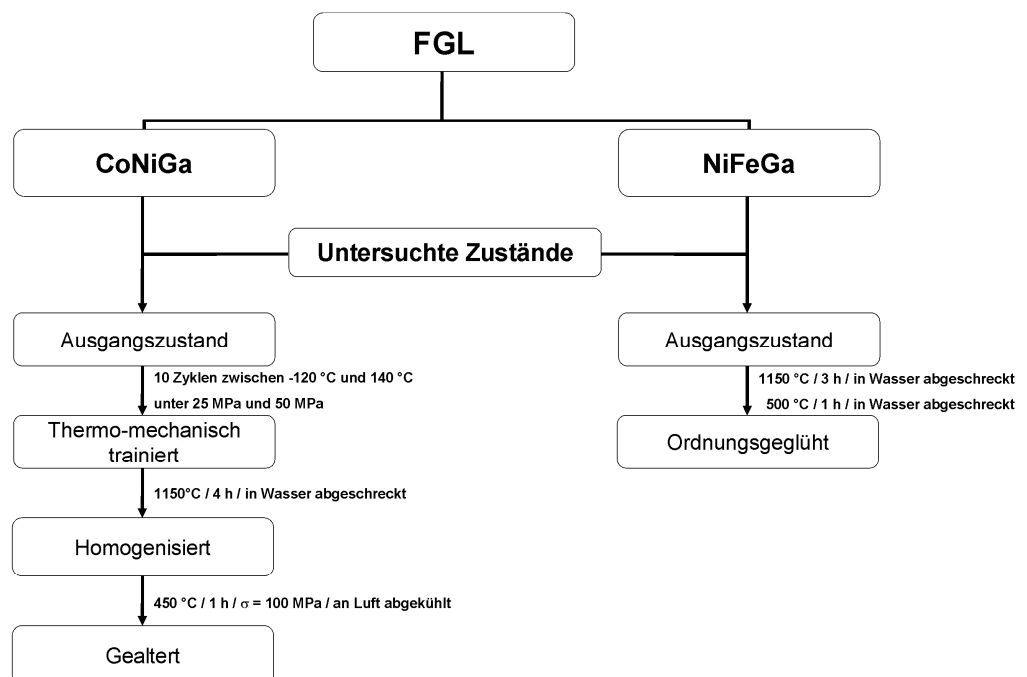 FGL
CoNiGa
NiFeGa
Untersuchte Zustände
Ausgangszustand
Ausgangszustand
10 Zyklen zwischen -120 °C und 140 °C
unter 25 MPa und 50 MPa
1150 °C / 3 h / in Wasser abgeschreckt
500 °C / 1 h / in Wasser abgeschreckt
Thermo-mechanisch
trainiert
Ordnungsgeglüht
1150°C / 4 h / in Wasser abgeschreckt
Homogenisiert
450 °C / 1 h / σ = 100 MPa / an Luft abgekühlt
Gealtert